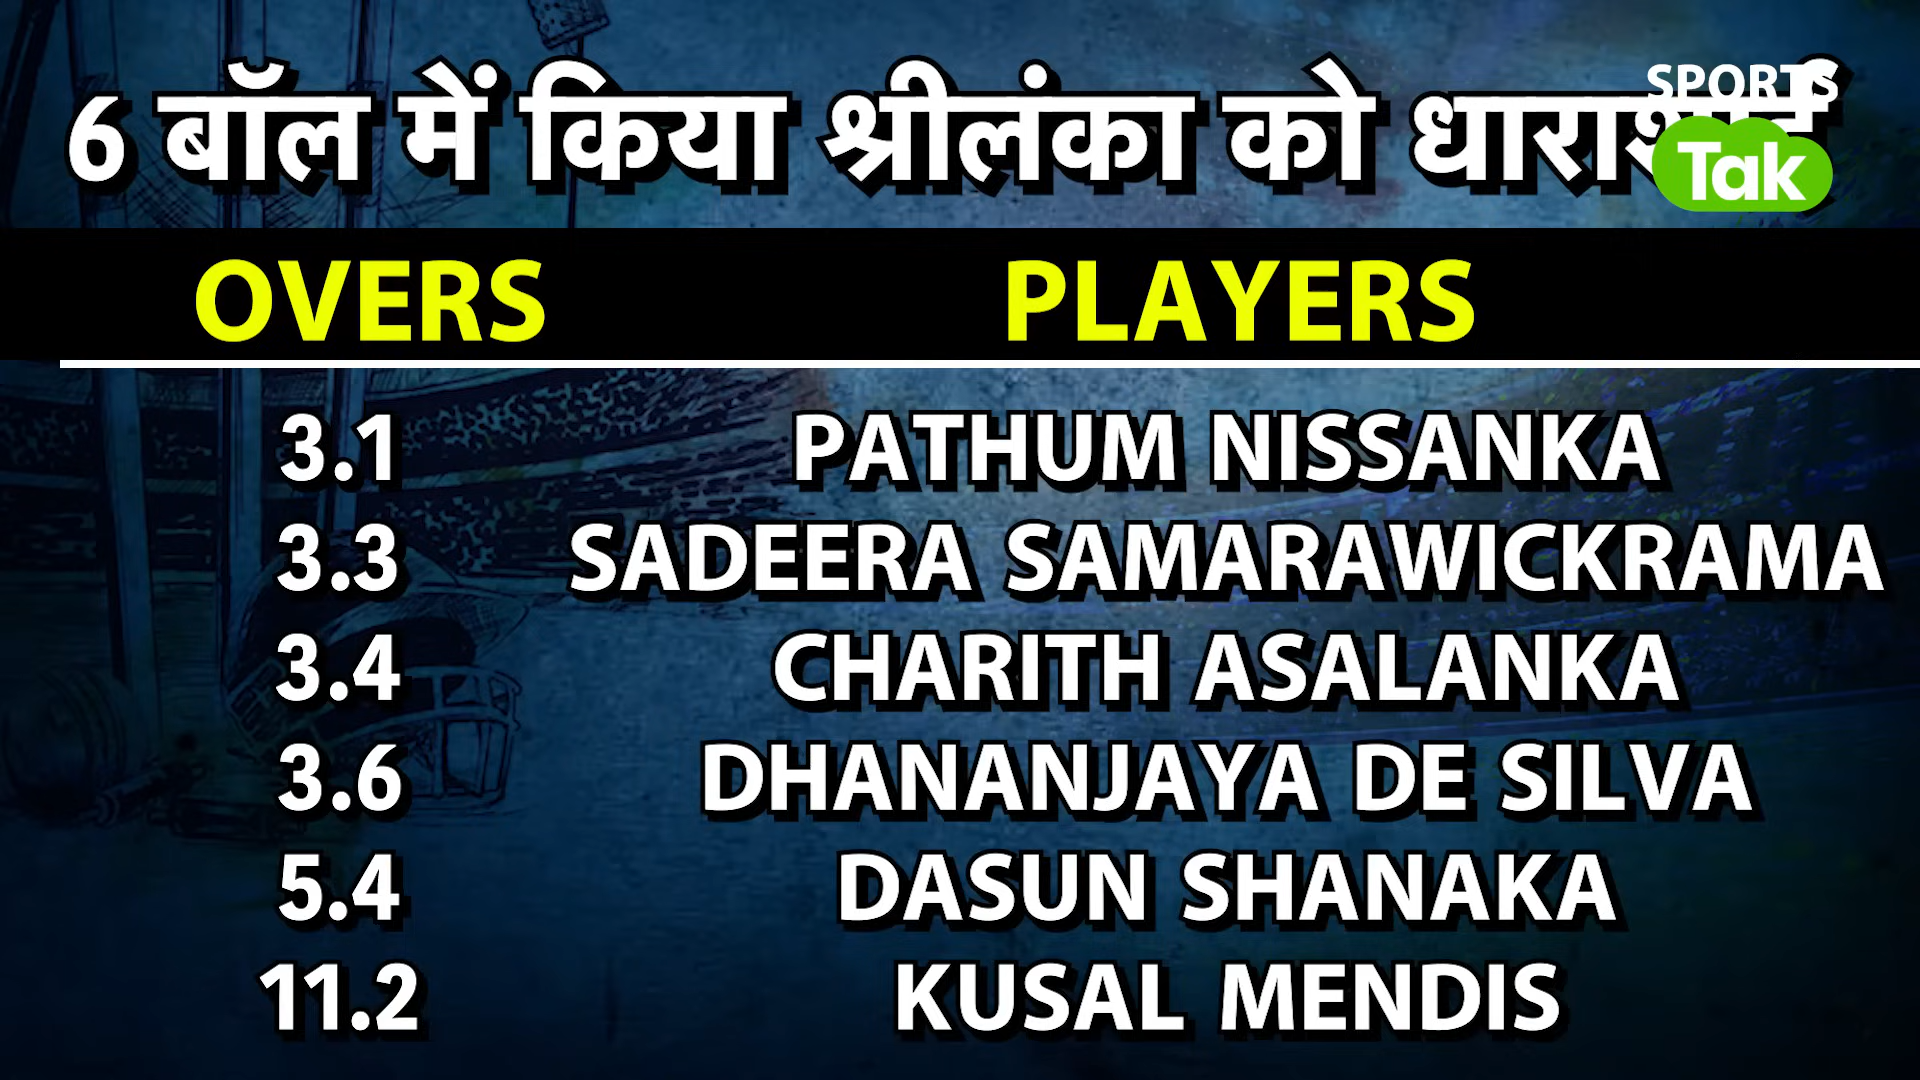 6 बॉल में किया श्रीलंका को
SPORTS
Tak
OVERS PLAYERS
3.1 PATHUM NISSANKA
3.3 SADEERA SAMARAWICKRAMA
3.4 CHARITH ASALANKA
3.6 DHANANJAYA DE SILVA
5.4 DASUN SHANAKA
11.2 KUSAL MENDIS